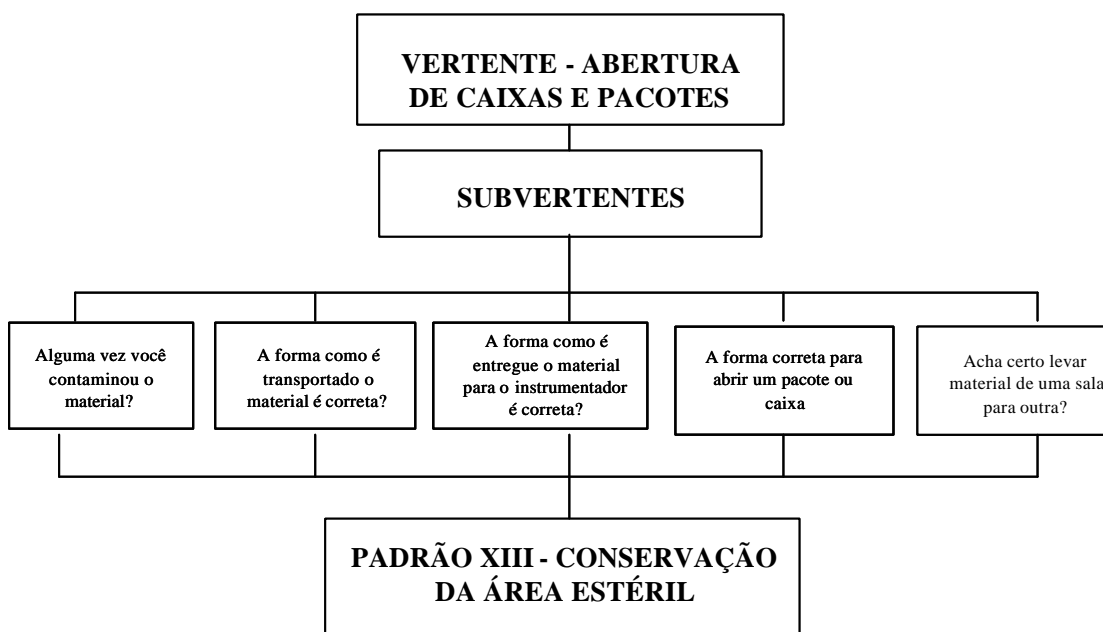 VERTENTE - ABERTURA
DE CAIXAS E PACOTES
SUBVERTENTES
Alguma vez você
contaminou o
material?
A forma como é
transportado o
material é correta?
A forma como é
entregue o material
para o instrumentador
é correta?
A forma correta para
abrir um pacote ou
caixa
Acha certo levar
material de uma sala
para outra?
PADRÃO XIII - CONSERVAÇÃO
DA ÁREA ESTÉRIL